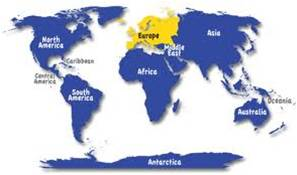 North
America
Europe
Asia
Middle
East
Caribbean
Central
America
Africa
South
America
Oceania
Australia
Antarctica